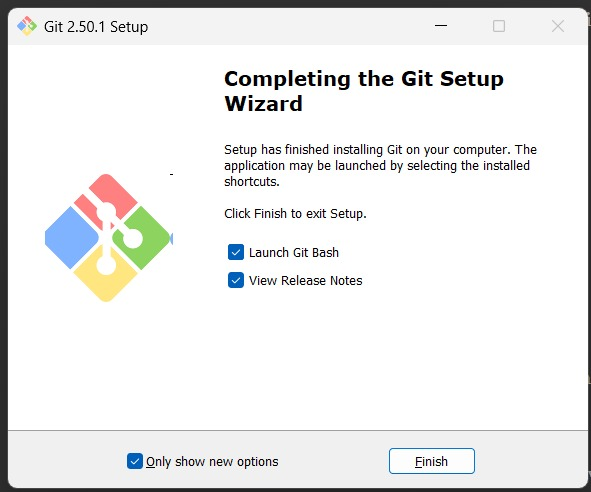 Git 2.50.1 Setup
Completing the Git Setup
Wizard
Setup has finished installing Git on your computer. The
application may be launched by selecting the installed
shortcuts.
Click Finish to exit Setup.
Launch Git Bash
View Release Notes
Only show new options
Finish